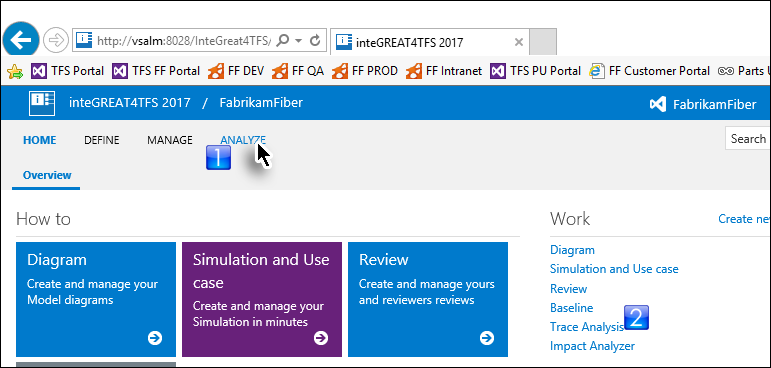 http://vsalm:8028/InteGreat4TFS/
inteGREAT4TFS 2017
TFS Portal
TFS FF Portal
FF DEV
FF QA
FF PROD
FF Intranet
TFS PU Portal
FF Customer Portal
Parts U
inteGREAT4TFS 2017 / FabrikamFiber
FabrikamFiber
HOME
DEFINE
MANAGE
ANALYZE
1
Search
Overview
How to
Work
Create new
Diagram
Create and manage your
Model diagrams
Simulation and Use
case
Create and manage your
Simulation in minutes
Review
Create and manage yours
and reviewers reviews
Diagram
Simulation and Use case
Review
Baseline
Trace Analysis
2
Impact Analyzer